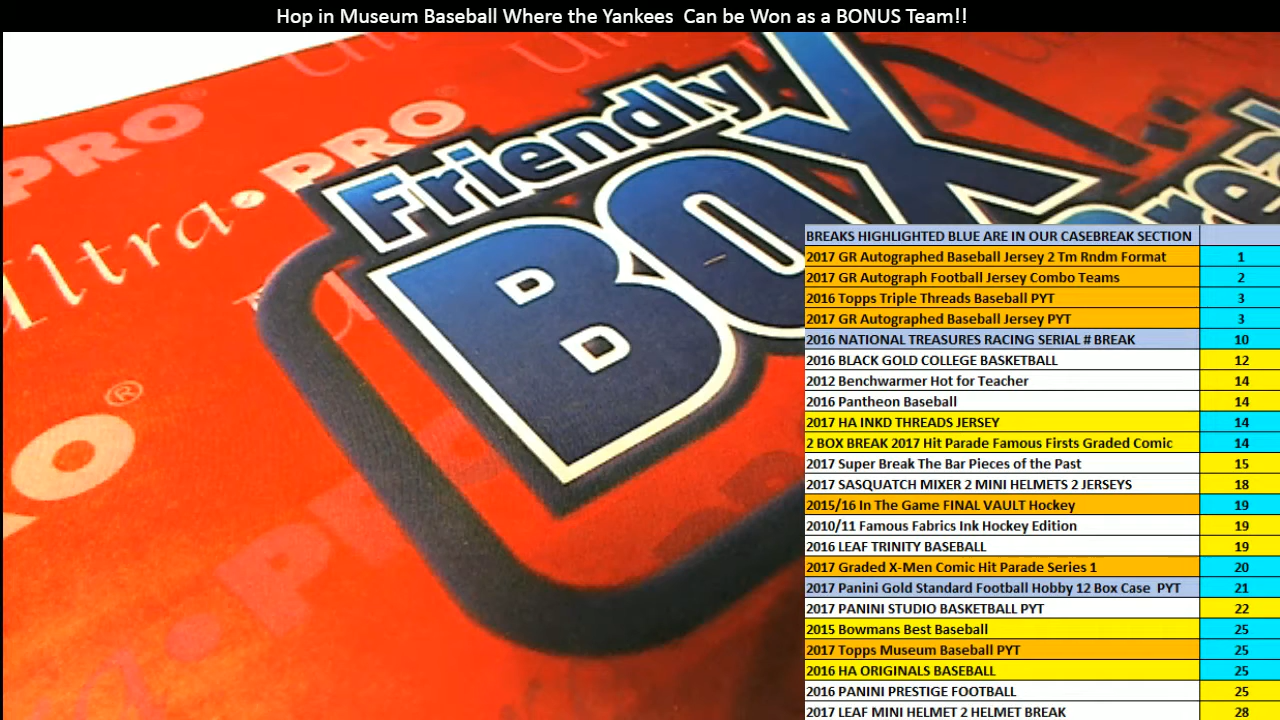 Hop in Museum Baseball Where the Yankees  Can be Won as a BONUS Team!!
Ultra
PRO
PRO
Ultra
Friendly
BOX
PRO
BREAKS HIGHLIGHTED BLUE ARE IN OUR CASEBREAK SECTION
2017 GR Autographed Baseball Jersey 2 Tm Rndm Format 1
2017 GR Autograph Football Jersey Combo Teams 2
2016 Topps Triple Threads Baseball PYT 3
2017 GR Autographed Baseball Jersey PYT 3
2016 NATIONAL TREASURES RACING SERIAL # BREAK 10
2016 BLACK GOLD COLLEGE BASKETBALL 12
2012 Benchwarmer Hot for Teacher 14
2016 Pantheon Baseball 14
2017 HA INKD THREADS JERSEY 14
2 BOX BREAK 2017 Hit Parade Famous Firsts Graded Comic 14
2017 Super Break The Bar Pieces of the Past 15
2017 SASQUATCH MIXER 2 MINI HELMETS 2 JERSEYS 18
2015/16 In The Game FINAL VAULT Hockey 19
2010/11 Famous Fabrics Ink Hockey Edition 19
2016 LEAF TRINITY BASEBALL 19
2017 Graded X-Men Comic Hit Parade Series 1 20
2017 Panini Gold Standard Football Hobby 12 Box Case  PYT 21
2017 PANINI STUDIO BASKETBALL PYT 22
2015 Bowmans Best Baseball 25
2017 Topps Museum Baseball PYT 25
2016 HA ORIGINALS BASEBALL 25
2016 PANINI PRESTIGE FOOTBALL 25
2017 LEAF MINI HELMET 2 HELMET BREAK 28